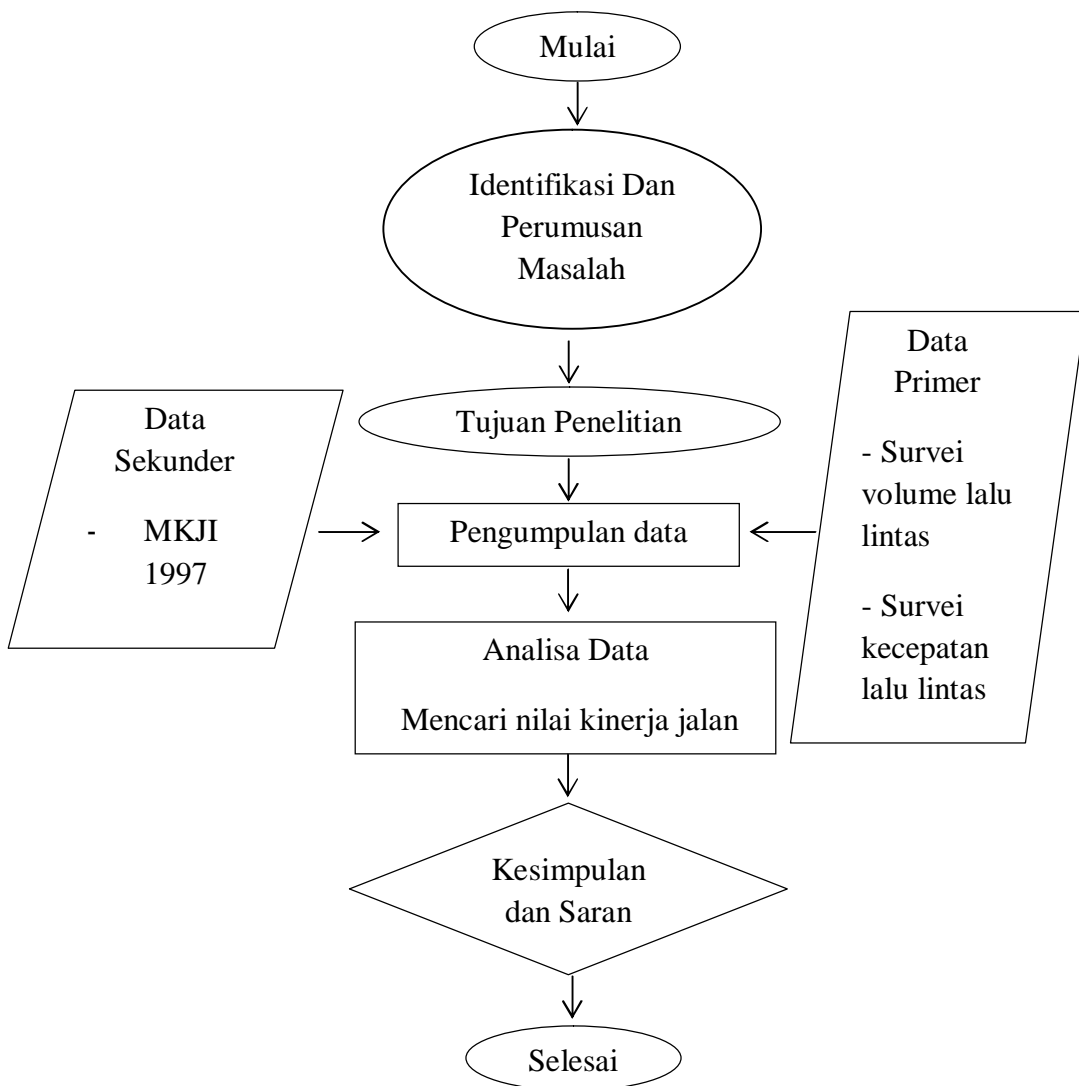 Mulai
Identifikasi Dan
Perumusan
Masalah
Tujuan Penelitian
Data
Sekunder
- MKJI
1997
Pengumpulan data
Data
Primer
- Survei
volume lalu
lintas
- Survei
kecepatan
lalu lintas
Analisa Data
Mencari nilai kinerja jalan
Kesimpulan
dan Saran
Selesai